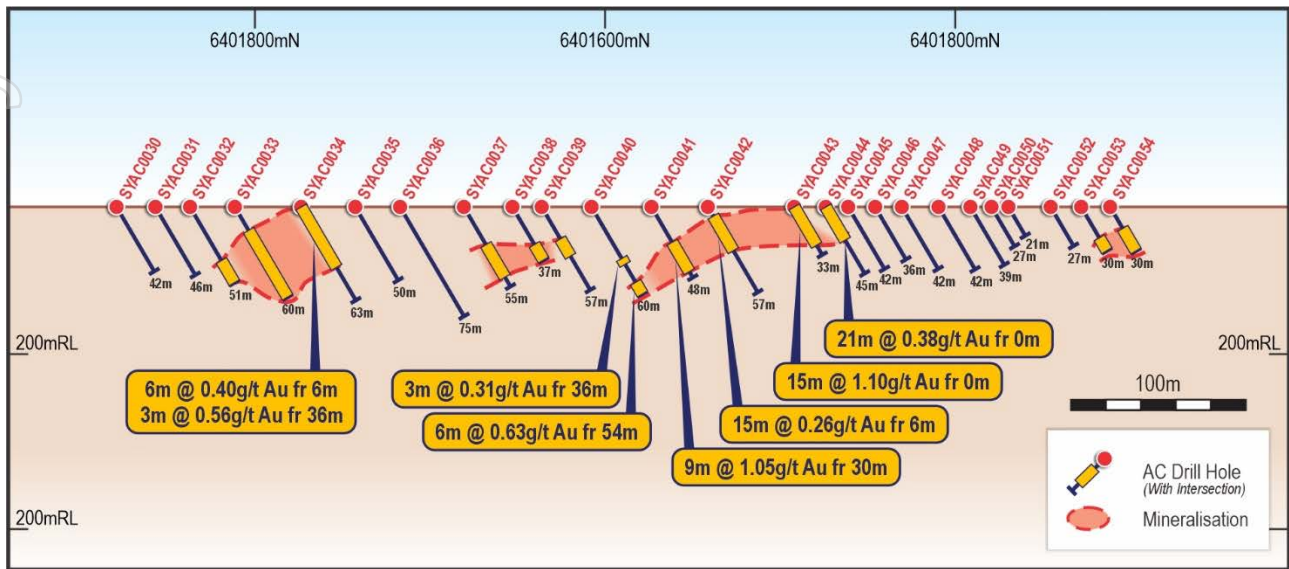 6401800mN
6401600mN
6401800mN
SYAC0030
SYAC0031
SYAC0032
SYAC0033
SYAC0034
SYAC0035
SYAC0036
SYAC0037
SYAC0038
SYAC0039
SYAC0040
SYAC0041
SYAC0042
SYAC0043
SYAC0044
SYAC0045
SYAC0046
SYAC0047
SYAC0048
SYAC049
SYAC0050
SYAC0051
SYAC0052
SYAC0053
SYAC0054
42m
46m
51m
60m
63m
50m
75m
55m
37m
57m
60m
48m
57m
33m
45m
42m
36m
42m
42m
39m
27m
21m
27m
30m
30m
200mRL
200mRL
6m @ 0.40g/t Au fr 6m
3m @ 0.56g/t Au fr 36m
3m @ 0.31g/t Au fr 36m
6m @ 0.63g/t Au fr 54m
9m @ 1.05g/t Au fr 30m
15m @ 0.26g/t Au fr 6m
15m @ 1.10g/t Au fr 0m
21m @ 0.38g/t Au fr 0m
100m
AC Drill Hole
(With Intersection)
Mineralisation
200mRL